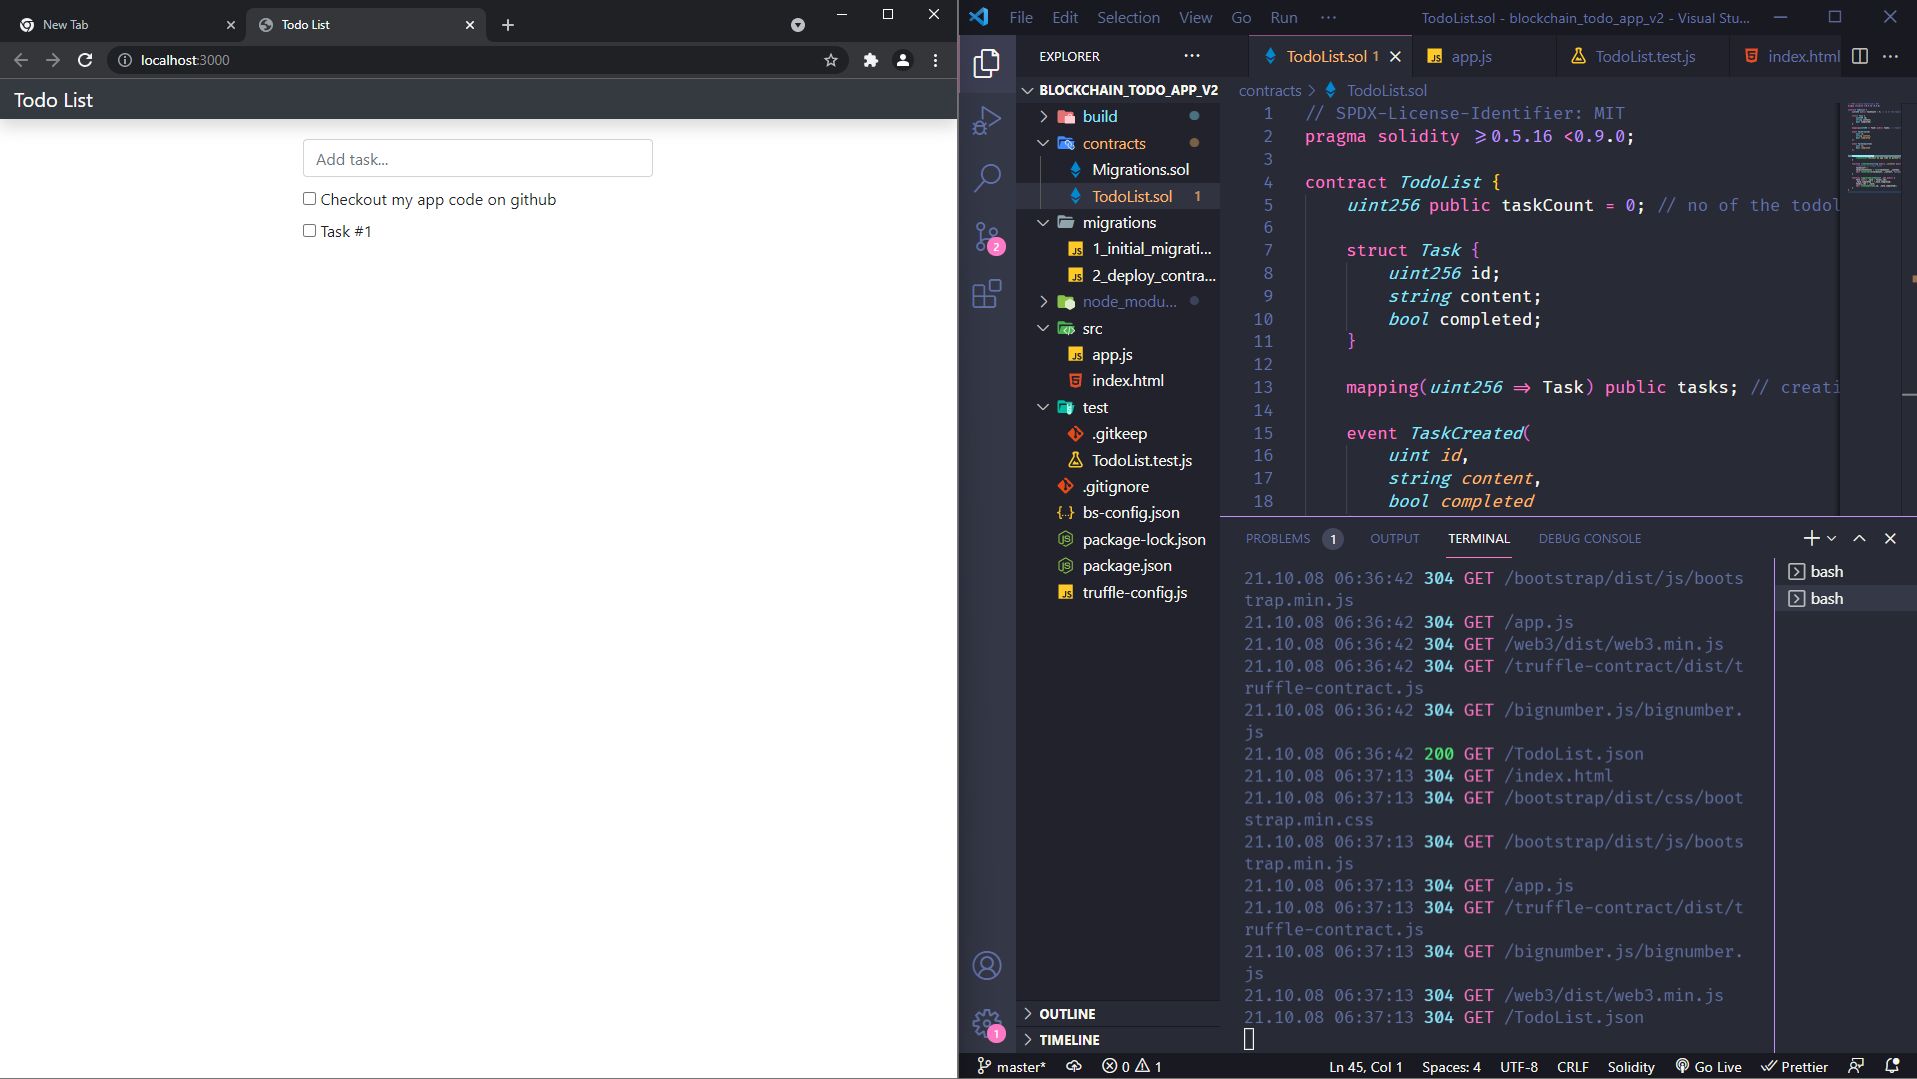 New Tab
Todo List
localhost:3000
Todo List
Add task...
Checkout my app code on github
Task #1
File Edit Selection View Go Run ···
TodoList.sol - blockchain_todo_app_v2 - Visual Stu...
EXPLORER
TodoList.sol 1
app.js
TodoList.test.js
index.html
BLOCKCHAIN_TODO_APP_V2
build
contracts
Migrations.sol
TodoList.sol 1
migrations
1_initial_migrati...
2_deploy_contra...
node_modu...
src
app.js
index.html
test
.gitkeep
TodoList.test.js
.gitignore
bs-config.json
package-lock.json
package.json
truffle-config.js
OUTLINE
TIMELINE
2
1
contracts > TodoList.sol
1 // SPDX-License-Identifier: MIT
2 pragma solidity >=0.5.16 <0.9.0;
3
4 contract TodoList {
5 uint256 public taskCount = 0; // no of the todol
6
7 struct Task {
8 uint256 id;
9 string content;
10 bool completed;
11 }
12
13 mapping(uint256 => Task) public tasks; // creati
14
15 event TaskCreated(
16 uint id,
17 string content,
18 bool completed
PROBLEMS 1 OUTPUT TERMINAL DEBUG CONSOLE
bash
bash
21.10.08 06:36:42 304 GET /bootstrap/dist/js/boots
trap.min.js
21.10.08 06:36:42 304 GET /app.js
21.10.08 06:36:42 304 GET /web3/dist/web3.min.js
21.10.08 06:36:42 304 GET /truffle-contract/dist/t
ruffle-contract.js
21.10.08 06:36:42 304 GET /bignumber.js/bignumber.
js
21.10.08 06:36:42 200 GET /TodoList.json
21.10.08 06:37:13 304 GET /index.html
21.10.08 06:37:13 304 GET /bootstrap/dist/css/boot
strap.min.css
21.10.08 06:37:13 304 GET /bootstrap/dist/js/boots
trap.min.js
21.10.08 06:37:13 304 GET /app.js
21.10.08 06:37:13 304 GET /truffle-contract/dist/t
ruffle-contract.js
21.10.08 06:37:13 304 GET /bignumber.js/bignumber.
js
21.10.08 06:37:13 304 GET /web3/dist/web3.min.js
21.10.08 06:37:13 304 GET /TodoList.json
master* 0 1 Ln 45, Col 1 Spaces: 4 UTF-8 CRLF Solidity Go Live Prettier